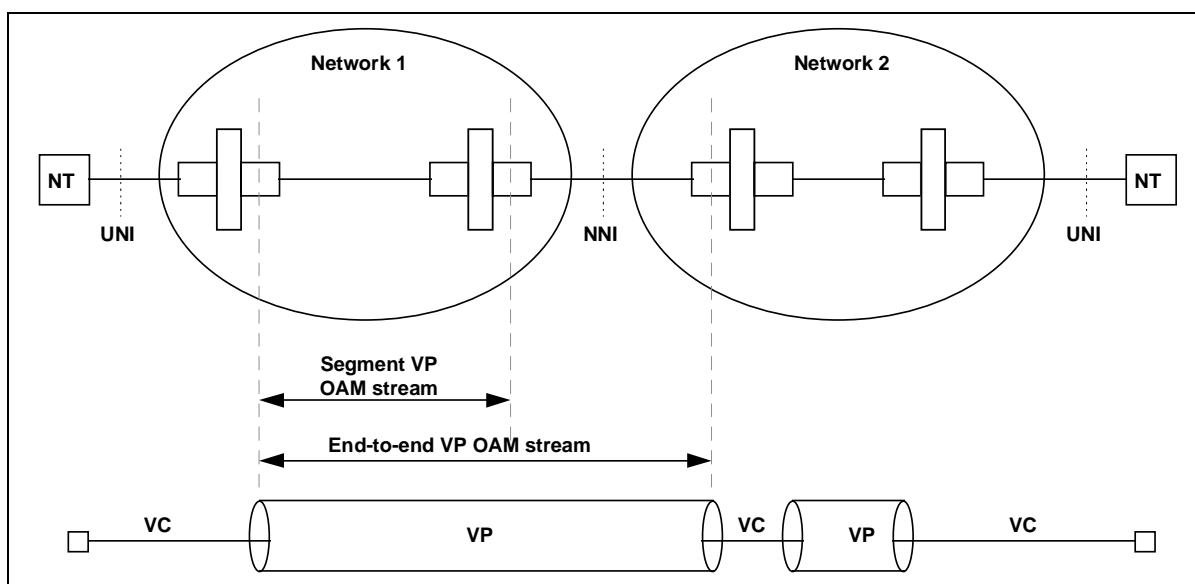 Network 1
Network 2
NT
NT
UNI
NNI
UNI
Segment VP
OAM stream
End-to-end VP OAM stream
VC
VP
VC
VP
VC